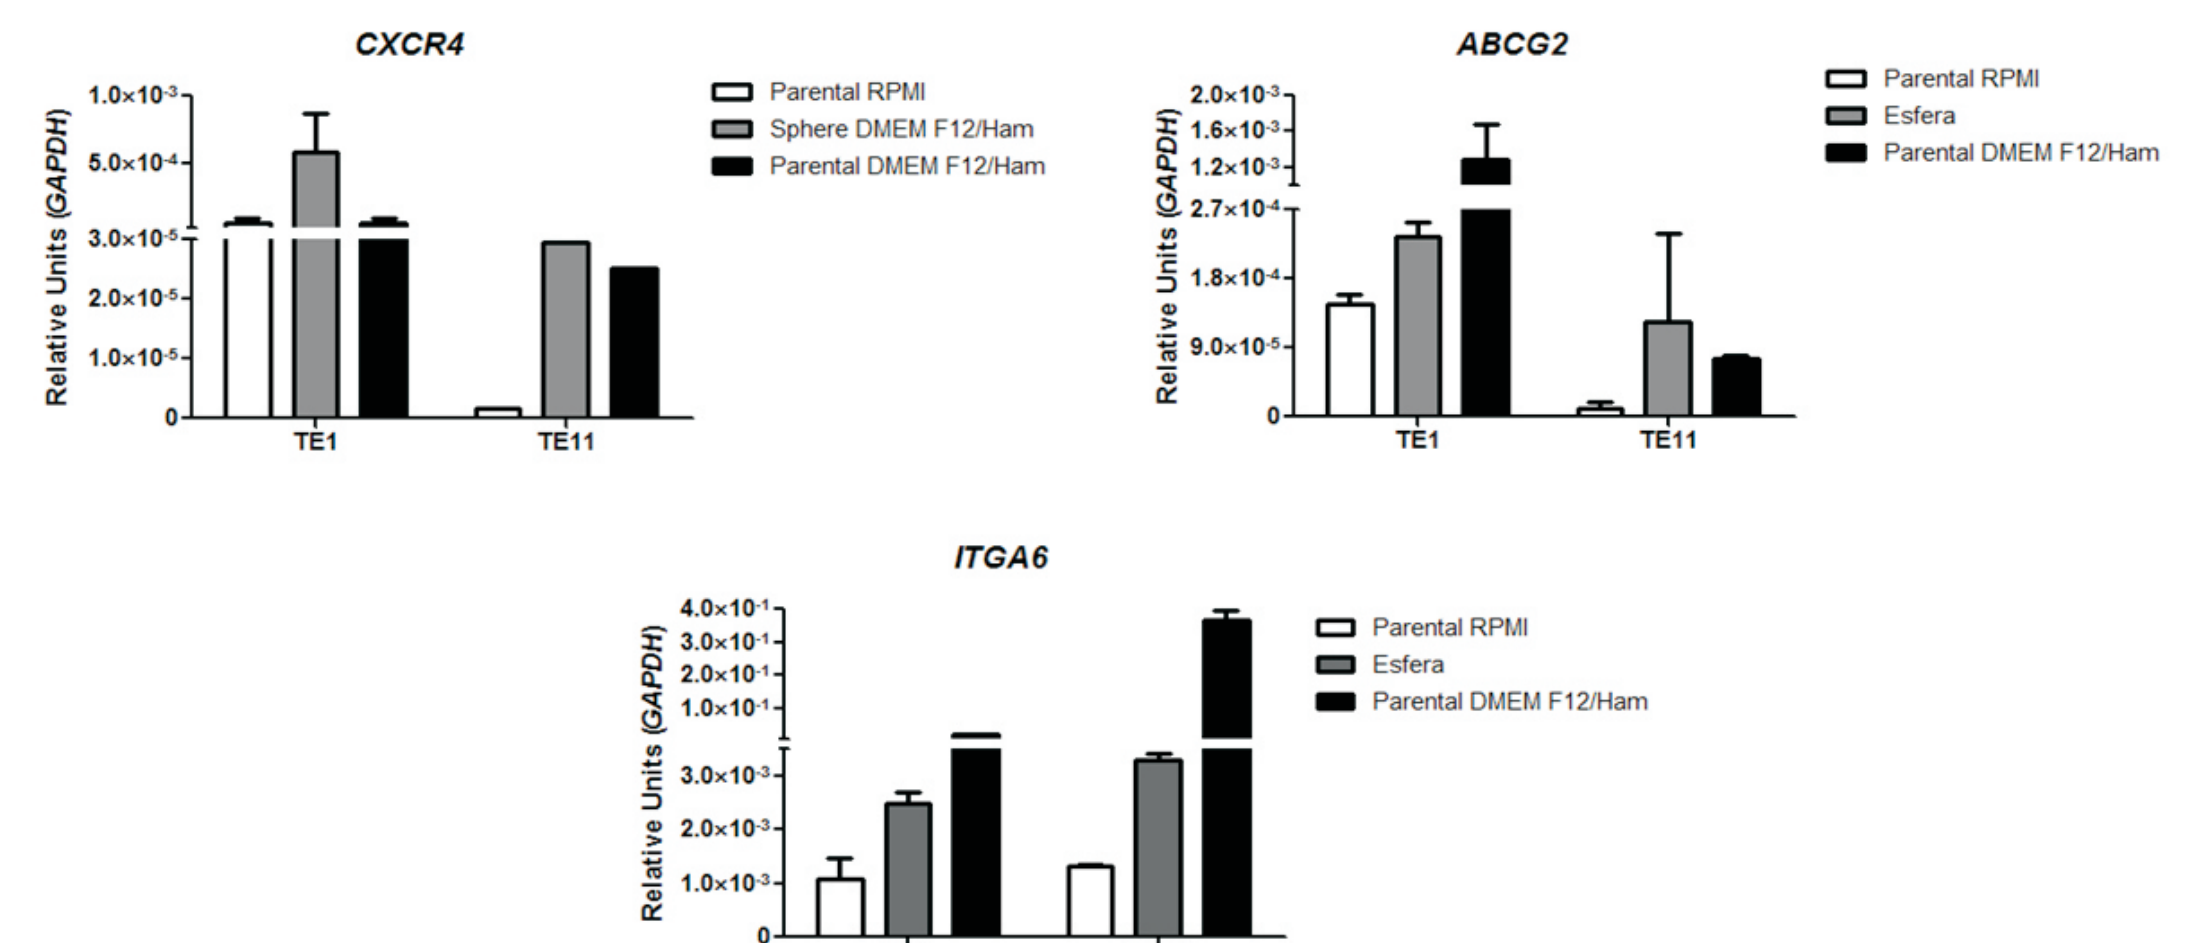 CXCR4
Relative Units (GAPDH)
1.0×10⁻³
5.0×10⁻⁴
3.0×10⁻⁵
2.0×10⁻⁵
1.0×10⁻⁵
0
TE1
TE11
Parental RPMI
Sphere DMEM F12/Ham
Parental DMEM F12/Ham
ABCG2
Relative Units (GAPDH)
2.0×10⁻³
1.6×10⁻³
1.2×10⁻³
2.7×10⁻⁴
1.8×10⁻⁴
9.0×10⁻⁵
0
TE1
TE11
Parental RPMI
Esfera
Parental DMEM F12/Ham
ITGA6
Relative Units (GAPDH)
4.0×10⁻¹
3.0×10⁻¹
2.0×10⁻¹
1.0×10⁻¹
3.0×10⁻³
2.0×10⁻³
1.0×10⁻³
0
Parental RPMI
Esfera
Parental DMEM F12/Ham